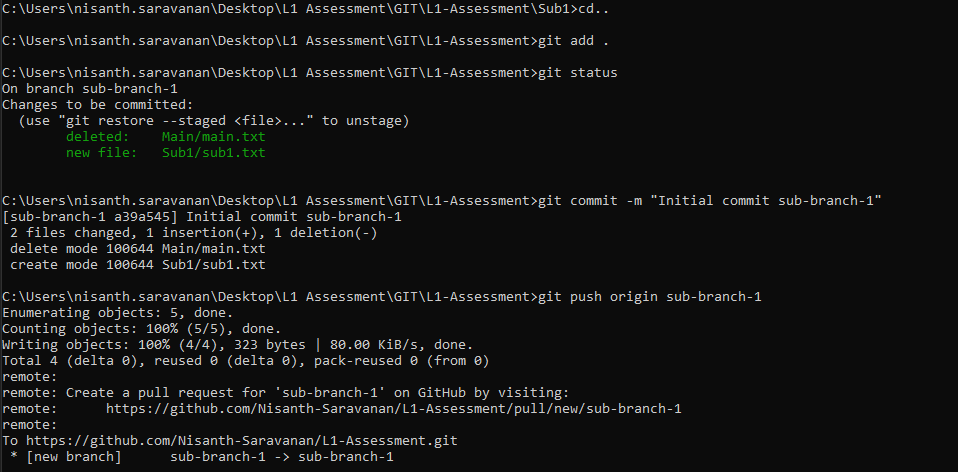 C:\Users\nisanth.saravanan\Desktop\L1 Assessment\GIT\L1-Assessment\Sub1>cd..
C:\Users\nisanth.saravanan\Desktop\L1 Assessment\GIT\L1-Assessment>git add .
C:\Users\nisanth.saravanan\Desktop\L1 Assessment\GIT\L1-Assessment>git status
On branch sub-branch-1
Changes to be committed:
  (use "git restore --staged <file>..." to unstage)
        deleted:    Main/main.txt
        new file:   Sub1/sub1.txt
C:\Users\nisanth.saravanan\Desktop\L1 Assessment\GIT\L1-Assessment>git commit -m "Initial commit sub-branch-1"
[sub-branch-1 a39a545] Initial commit sub-branch-1
 2 files changed, 1 insertion(+), 1 deletion(-)
 delete mode 100644 Main/main.txt
 create mode 100644 Sub1/sub1.txt
C:\Users\nisanth.saravanan\Desktop\L1 Assessment\GIT\L1-Assessment>git push origin sub-branch-1
Enumerating objects: 5, done.
Counting objects: 100% (5/5), done.
Writing objects: 100% (4/4), 323 bytes | 80.00 KiB/s, done.
Total 4 (delta 0), reused 0 (delta 0), pack-reused 0 (from 0)
remote:
remote: Create a pull request for 'sub-branch-1' on GitHub by visiting:
remote:      https://github.com/Nisanth-Saravanan/L1-Assessment/pull/new/sub-branch-1
remote:
To https://github.com/Nisanth-Saravanan/L1-Assessment.git
 * [new branch]      sub-branch-1 -> sub-branch-1